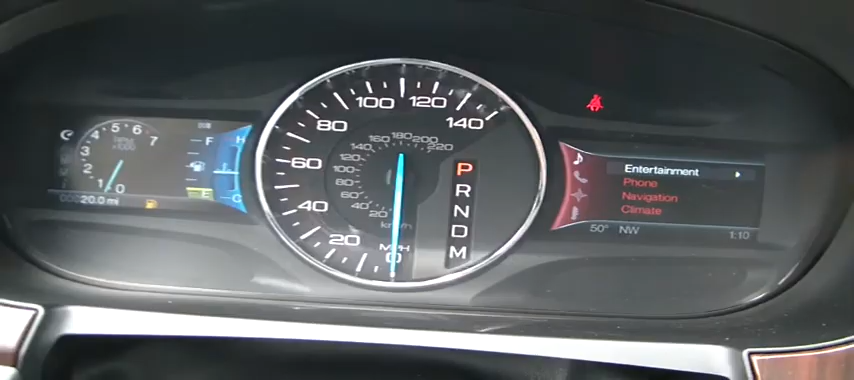 1
2
3
4
5
6
7
0
F
E
H
C
20.0 mi
0
20
40
60
80
100
120
140
MPH
20
40
60
80
100
120
140
160
180
200
220
km/h
P
R
N
D
M
Entertainment
Phone
Navigation
Climate
50° NW 1:10